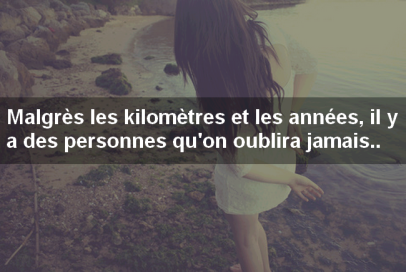 Malgrès les kilomètres et les années, il y
a des personnes qu'on oublira jamais..